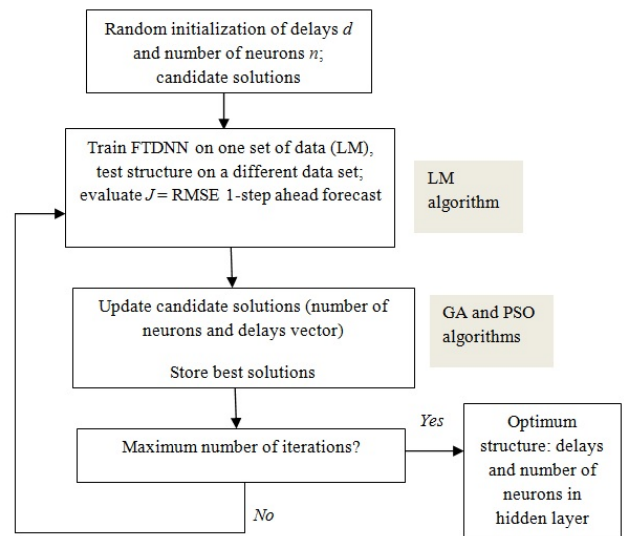 Random initialization of delays d
and number of neurons n;
candidate solutions
Train FTDNN on one set of data (LM),
test structure on a different data set;
evaluate J = RMSE 1-step ahead forecast
LM
algorithm
Update candidate solutions (number of
neurons and delays vector)
Store best solutions
GA and PSO
algorithms
Maximum number of iterations?
Yes
No
Optimum
structure: delays
and number of
neurons in
hidden layer